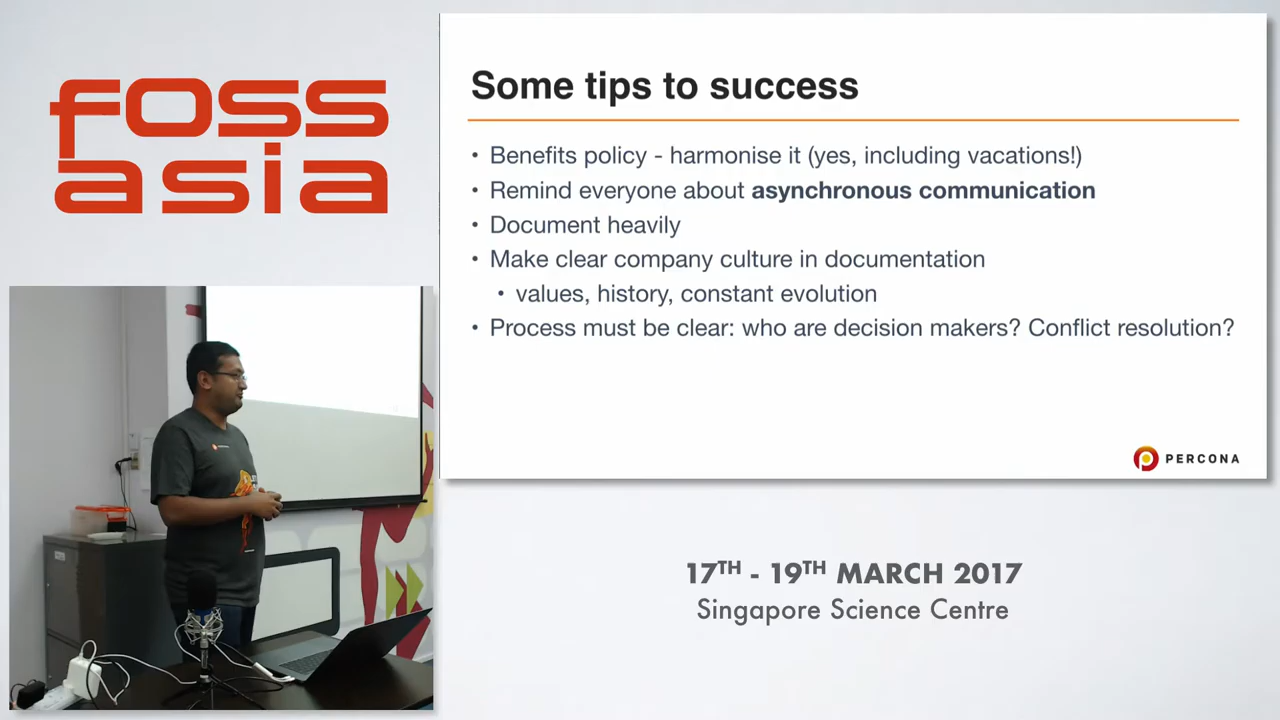 foss
asia
Some tips to success
• Benefits policy - harmonise it (yes, including vacations!)
• Remind everyone about asynchronous communication
• Document heavily
• Make clear company culture in documentation
• values, history, constant evolution
• Process must be clear: who are decision makers? Conflict resolution?
PERCONA
17TH - 19TH MARCH 2017
Singapore Science Centre